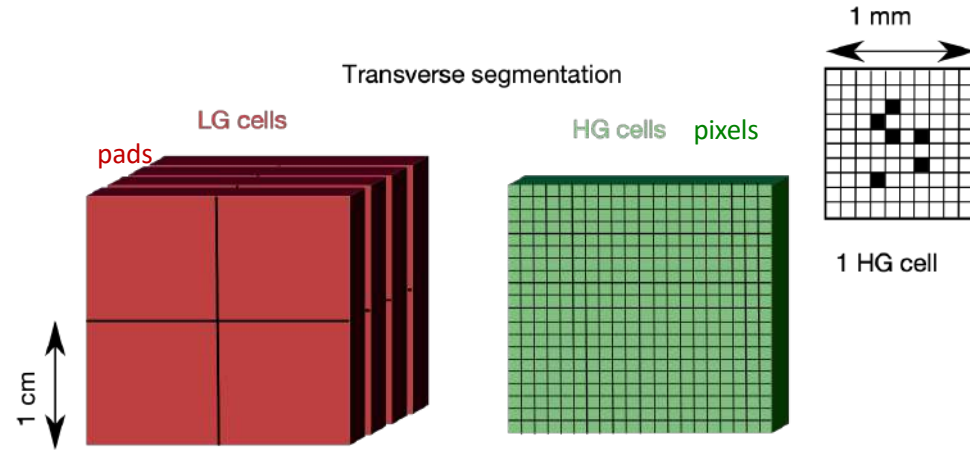 1 mm
Transverse segmentation
LG cells
HG cells pixels
pads
1 HG cell
1 cm